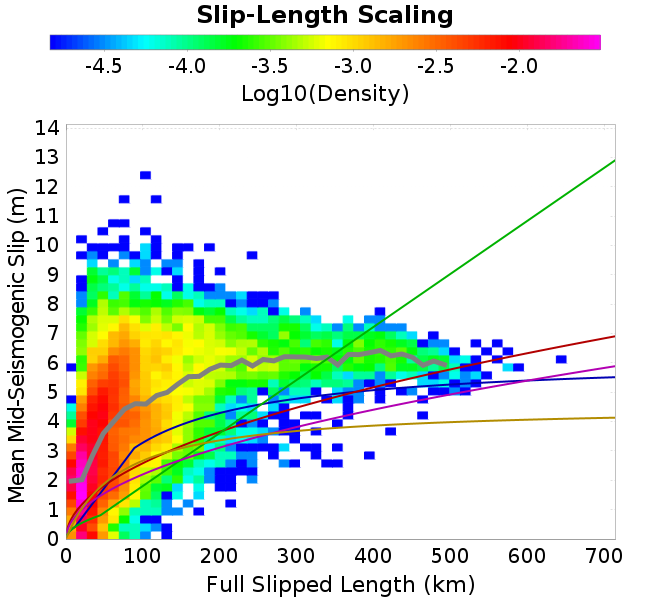 Slip-Length Scaling
-4.5 -4.0 -3.5 -3.0 -2.5 -2.0
Log10(Density)
14
13
12
11
10
9
8
7
6
5
4
3
2
1
0
Mean Mid-Seismogenic Slip (m)
0 100 200 300 400 500 600 700
Full Slipped Length (km)